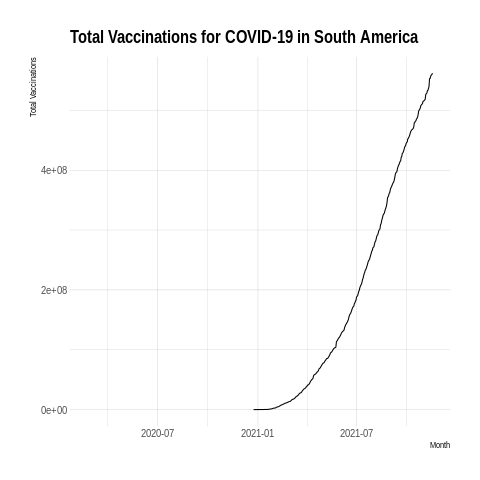 Total Vaccinations for COVID-19 in South America
Total Vaccinations
4e+08
2e+08
0e+00
2020-07 2021-01 2021-07
Month